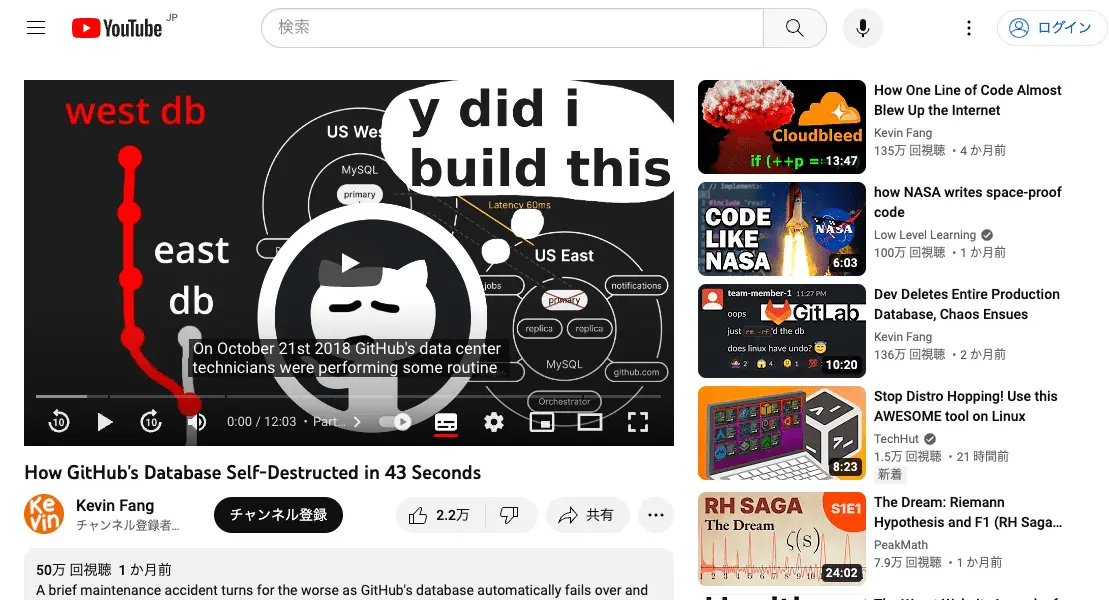 YouTube JP
検索
ログイン
west db
y did i
build this
US Wes
MySQL
primary
Latency 60ms
US East
east
db
jobs
notifications
primary
replica
replica
MySQL
github.com
Orchestrator
On October 21st 2018 GitHub's data center
technicians were performing some routine
10
10
0:00 / 12:03 • Part…
How GitHub's Database Self-Destructed in 43 Seconds
Ke
vin
Kevin Fang
チャンネル登録者…
チャンネル登録
2.2万
共有
50万 回視聴 1 か月前
A brief maintenance accident turns for the worse as GitHub's database automatically fails over and
Cloudbleed
if (++p =
13:47
How One Line of Code Almost
Blew Up the Internet
Kevin Fang
135万 回視聴 • 4 か月前
CODE
LIKE
NASA
NASA
6:03
how NASA writes space-proof
code
Low Level Learning
100万 回視聴 • 1 か月前
team-member-1 11:27 PM
oops
GitLab
just rm -rf'd the db
does linux have undo? 😇
10:20
Dev Deletes Entire Production
Database, Chaos Ensues
Kevin Fang
136万 回視聴 • 2 か月前
8:23
Stop Distro Hopping! Use this
AWESOME tool on Linux
TechHut
1.5万 回視聴 • 21 時間前
新着
RH SAGA
S1E1
The Dream
ζ(s)
24:02
The Dream: Riemann
Hypothesis and F1 (RH Saga…
PeakMath
7.9万 回視聴 • 1 か月前